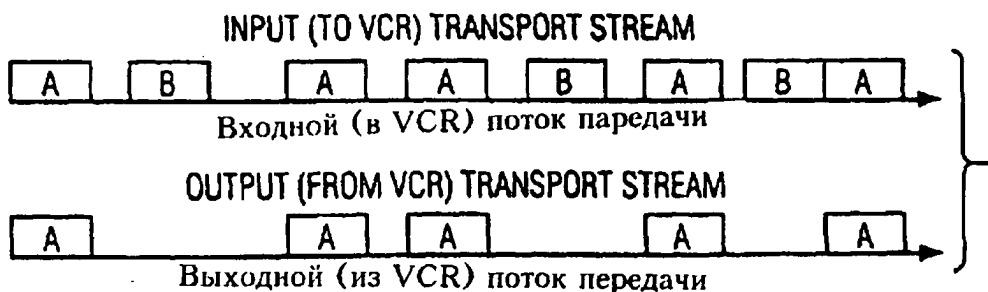 INPUT (TO VCR) TRANSPORT STREAM
A B A A B A B A
Входной (в VCR) поток паредачи
OUTPUT (FROM VCR) TRANSPORT STREAM
A A A A A
Выходной (из VCR) поток передачи